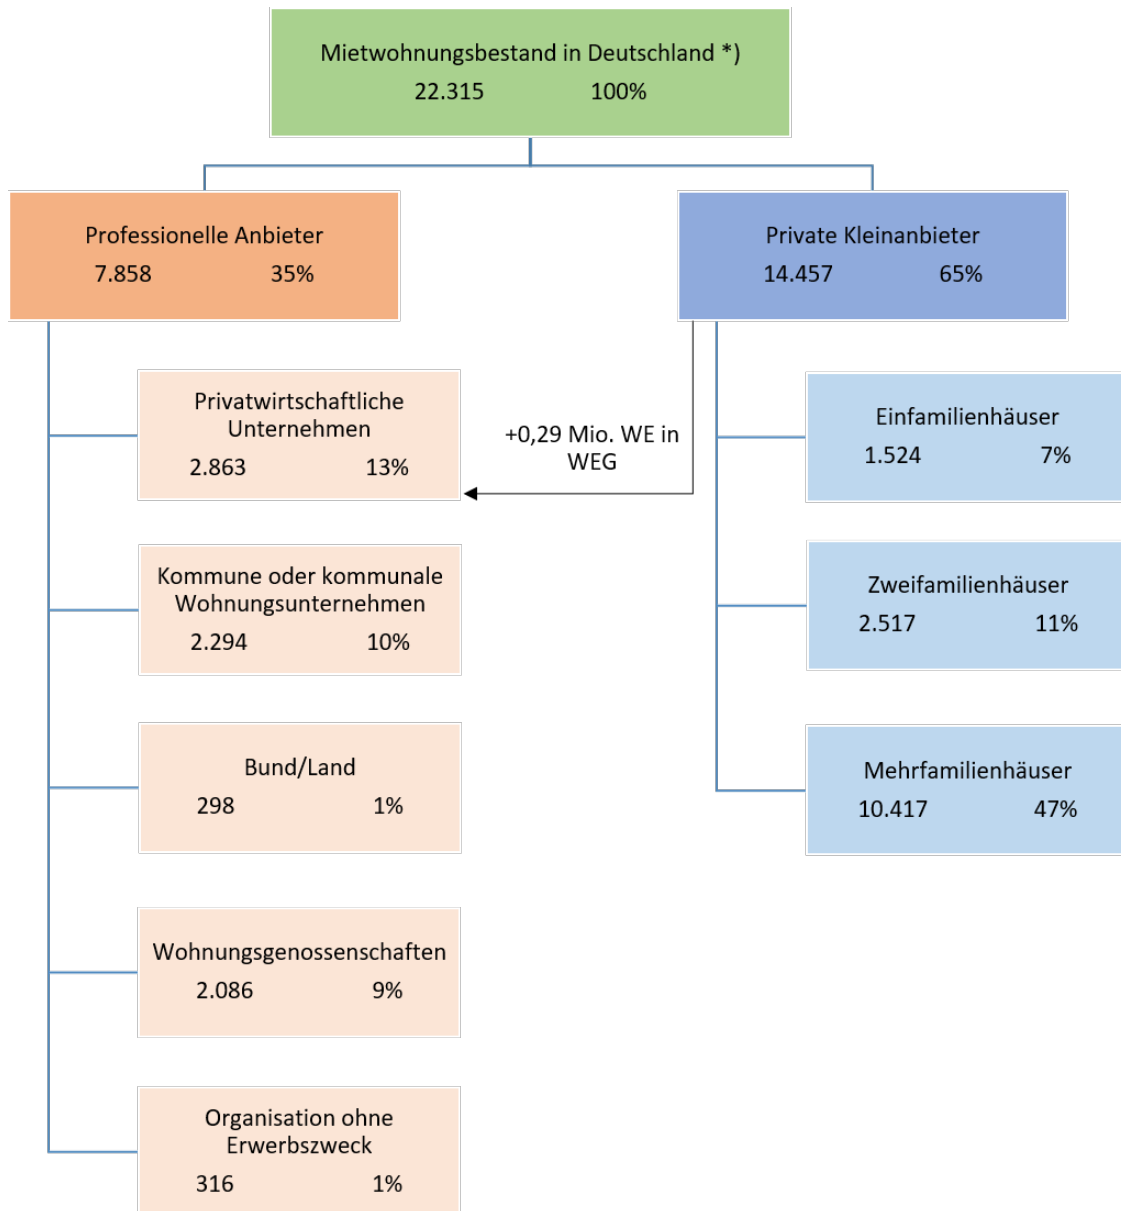 Mietwohnungsbestand in Deutschland *)
22.315 100%
Professionelle Anbieter
7.858 35%
Private Kleinanbieter
14.457 65%
Privatwirtschaftliche
Unternehmen
2.863 13%
+0,29 Mio. WE in
WEG
Einfamilienhäuser
1.524 7%
Kommune oder kommunale
Wohnungsunternehmen
2.294 10%
Zweifamilienhäuser
2.517 11%
Bund/Land
298 1%
Mehrfamilienhäuser
10.417 47%
Wohnungsgenossenschaften
2.086 9%
Organisation ohne
Erwerbszweck
316 1%